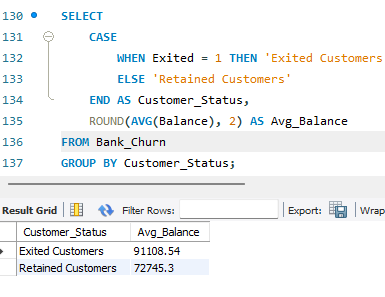 130 SELECT
131 CASE
132 WHEN Exited = 1 THEN 'Exited Customers
133 ELSE 'Retained Customers'
134 END AS Customer_Status,
135 ROUND(AVG(Balance), 2) AS Avg_Balance
136 FROM Bank_Churn
137 GROUP BY Customer_Status;
Result Grid Filter Rows: Export: Wrap
Customer_Status Avg_Balance
Exited Customers 91108.54
Retained Customers 72745.3